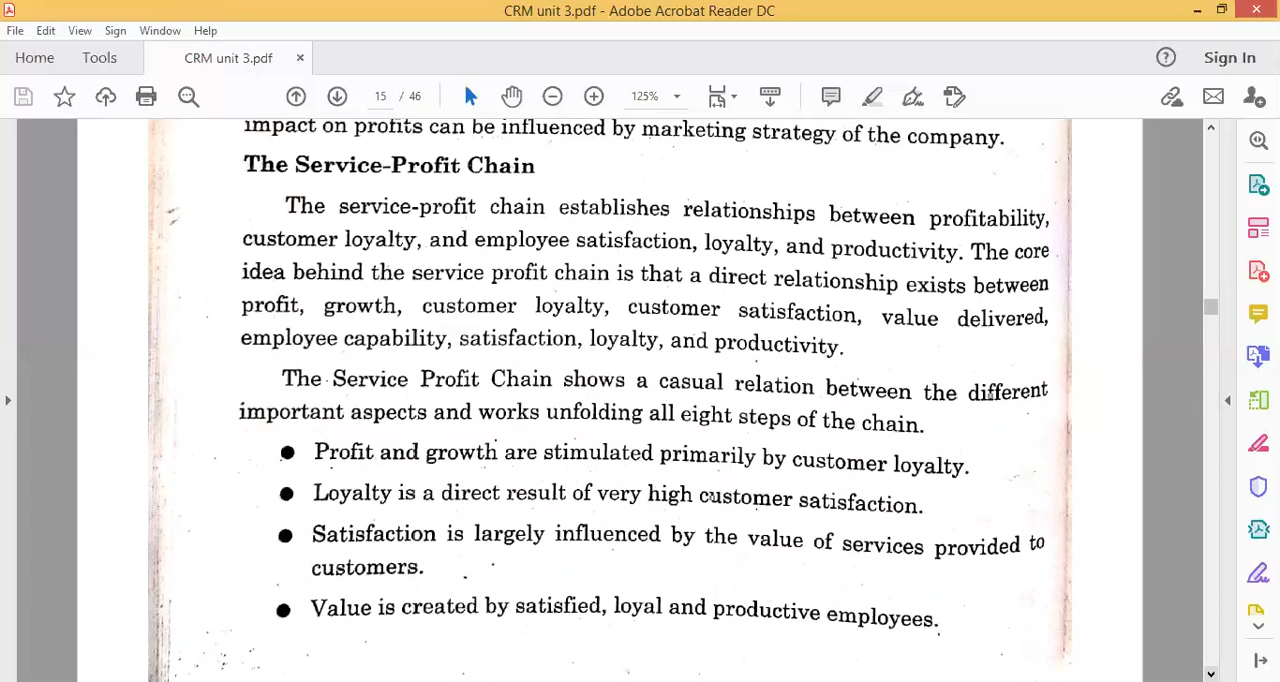 CRM unit 3.pdf - Adobe Acrobat Reader DC
File Edit View Sign Window Help
Home Tools CRM unit 3.pdf × Sign In
15 / 46 125%
impact on profits can be influenced by marketing strategy of the company.
The Service-Profit Chain
The service-profit chain establishes relationships between profitability,
customer loyalty, and employee satisfaction, loyalty, and productivity. The core
idea behind the service profit chain is that a direct relationship exists between
profit, growth, customer loyalty, customer satisfaction, value delivered,
employee capability, satisfaction, loyalty, and productivity.
The Service Profit Chain shows a casual relation between the different
important aspects and works unfolding all eight steps of the chain.
● Profit and growth are stimulated primarily by customer loyalty.
● Loyalty is a direct result of very high customer satisfaction.
● Satisfaction is largely influenced by the value of services provided to
customers.
● Value is created by satisfied, loyal and productive employees.